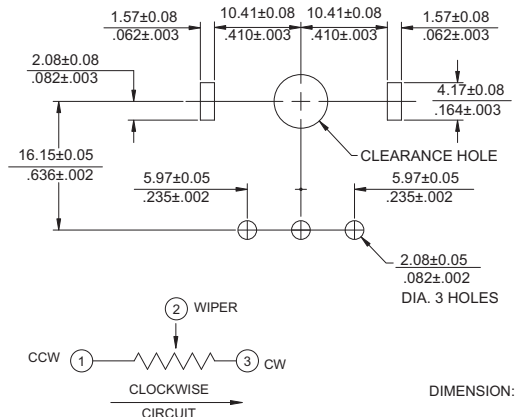 1.57±0.08
.062±.003
10.41±0.08
.410±.003
10.41±0.08
.410±.003
1.57±0.08
.062±.003
2.08±0.08
.082±.003
4.17±0.08
.164±.003
CLEARANCE HOLE
16.15±0.05
.636±.002
5.97±0.05
.235±.002
5.97±0.05
.235±.002
2.08±0.05
.082±.002
DIA. 3 HOLES
2 WIPER
CCW 1
3 CW
CLOCKWISE
CIRCUIT
DIMENSION: